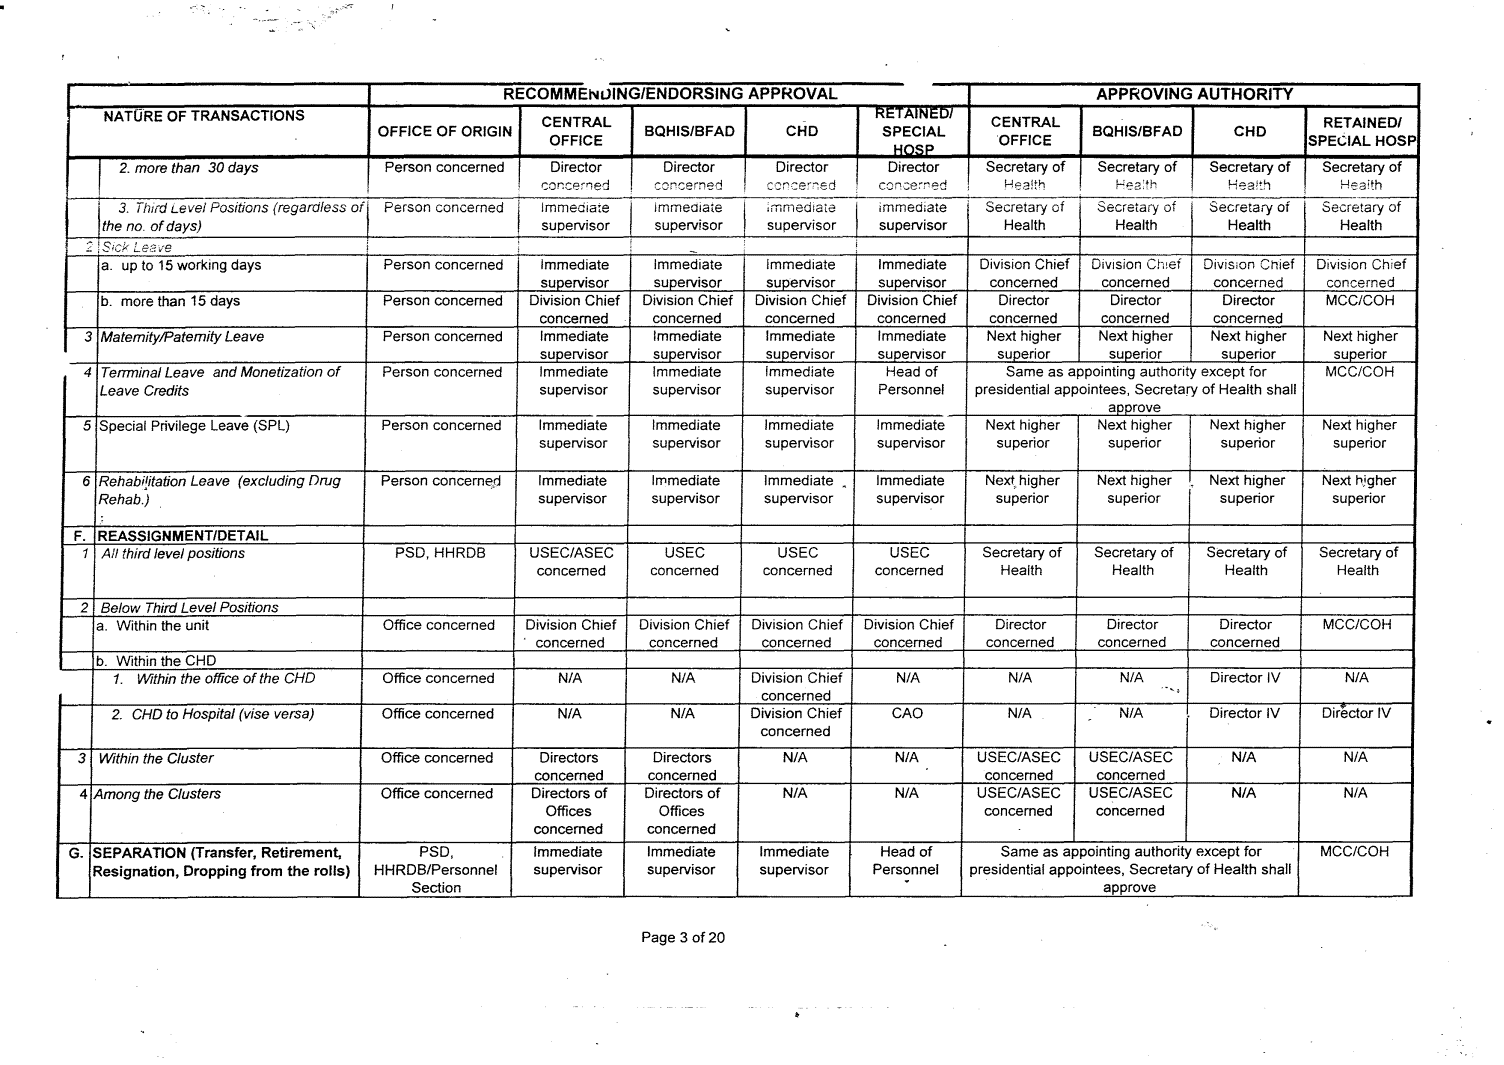 RECOMMENDING/ENDORSING APPROVAL APPROVING AUTHORITY
NATURE OF TRANSACTIONS OFFICE OF ORIGIN CENTRAL OFFICE BQHIS/BFAD CHD RETAINED/ SPECIAL HOSP CENTRAL OFFICE BQHIS/BFAD CHD RETAINED/ SPECIAL HOSP
2. more than 30 days Person concerned Director Director Director Director Secretary of Secretary of Secretary of Secretary of
concerned concerned concerned concerned Health Health Health Health
3. Third Level Positions (regardless of Person concerned Immediate Immediate Immediate Immediate Secretary of Secretary of Secretary of Secretary of
the no. of days) supervisor supervisor supervisor supervisor Health Health Health Health
2 Sick Leave
a. up to 15 working days Person concerned Immediate Immediate Immediate Immediate Division Chief Division Chief Division Chief Division Chief
supervisor supervisor supervisor supervisor concerned concerned concerned concerned
b. more than 15 days Person concerned Division Chief Division Chief Division Chief Division Chief Director Director Director MCC/COH
concerned concerned concerned concerned concerned concerned concerned
3 Maternity/Paternity Leave Person concerned Immediate Immediate Immediate Immediate Next higher Next higher Next higher Next higher
supervisor supervisor supervisor supervisor superior superior superior superior
4 Terminal Leave and Monetization of Person concerned Immediate Immediate Immediate Head of Same as appointing authority except for MCC/COH
Leave Credits supervisor supervisor supervisor Personnel presidential appointees, Secretary of Health shall
approve
5 Special Privilege Leave (SPL) Person concerned Immediate Immediate Immediate Immediate Next higher Next higher Next higher Next higher
supervisor supervisor supervisor supervisor superior superior superior superior
6 Rehabilitation Leave (excluding Drug Person concerned Immediate Immediate Immediate Immediate Next higher Next higher Next higher Next higher
Rehab.) supervisor supervisor supervisor supervisor superior superior superior superior
F. REASSIGNMENT/DETAIL
1 All third level positions PSD, HHRDB USEC/ASEC USEC USEC USEC Secretary of Secretary of Secretary of Secretary of
concerned concerned concerned concerned Health Health Health Health
2 Below Third Level Positions
a. Within the unit Office concerned Division Chief Division Chief Division Chief Division Chief Director Director Director MCC/COH
concerned concerned concerned concerned concerned concerned concerned
b. Within the CHD
1. Within the office of the CHD Office concerned N/A N/A Division Chief N/A N/A N/A Director IV N/A
concerned
2. CHD to Hospital (vise versa) Office concerned N/A N/A Division Chief CAO N/A N/A Director IV Director IV
concerned
3 Within the Cluster Office concerned Directors Directors N/A N/A USEC/ASEC USEC/ASEC N/A N/A
concerned concerned concerned concerned
4 Among the Clusters Office concerned Directors of Directors of N/A N/A USEC/ASEC USEC/ASEC N/A N/A
Offices Offices concerned concerned
concerned concerned
G. SEPARATION (Transfer, Retirement, PSD, Immediate Immediate Immediate Head of Same as appointing authority except for MCC/COH
Resignation, Dropping from the rolls) HHRDB/Personnel supervisor supervisor supervisor Personnel presidential appointees, Secretary of Health shall
Section approve
Page 3 of 20